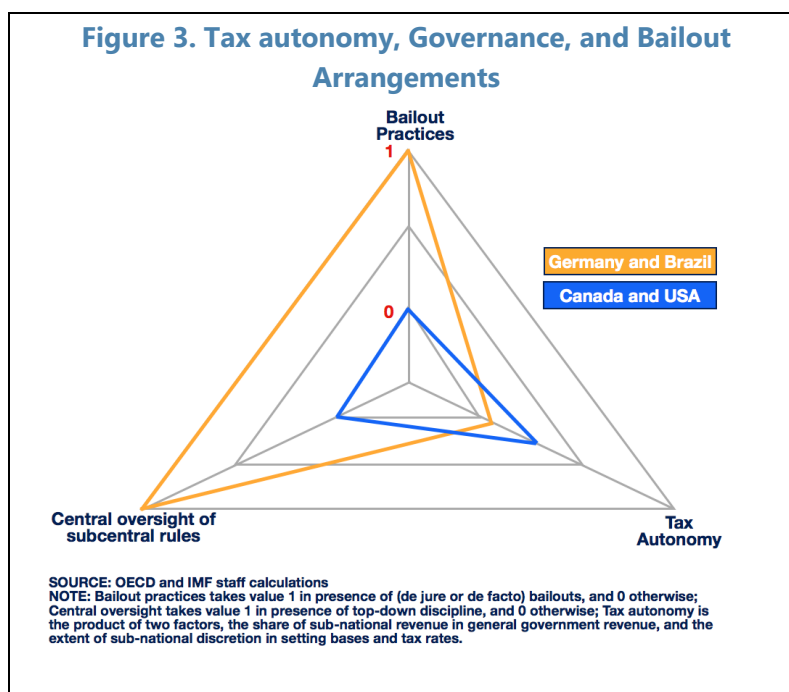 Figure 3. Tax autonomy, Governance, and Bailout
Arrangements
Bailout
Practices
1
Germany and Brazil
Canada and USA
0
Central oversight of
subcentral rules
Tax
Autonomy
SOURCE: OECD and IMF staff calculations
NOTE: Bailout practices takes value 1 in presence of (de jure or de facto) bailouts, and 0 otherwise;
Central oversight takes value 1 in presence of top-down discipline, and 0 otherwise; Tax autonomy is
the product of two factors, the share of sub-national revenue in general government revenue, and the
extent of sub-national discretion in setting bases and tax rates.